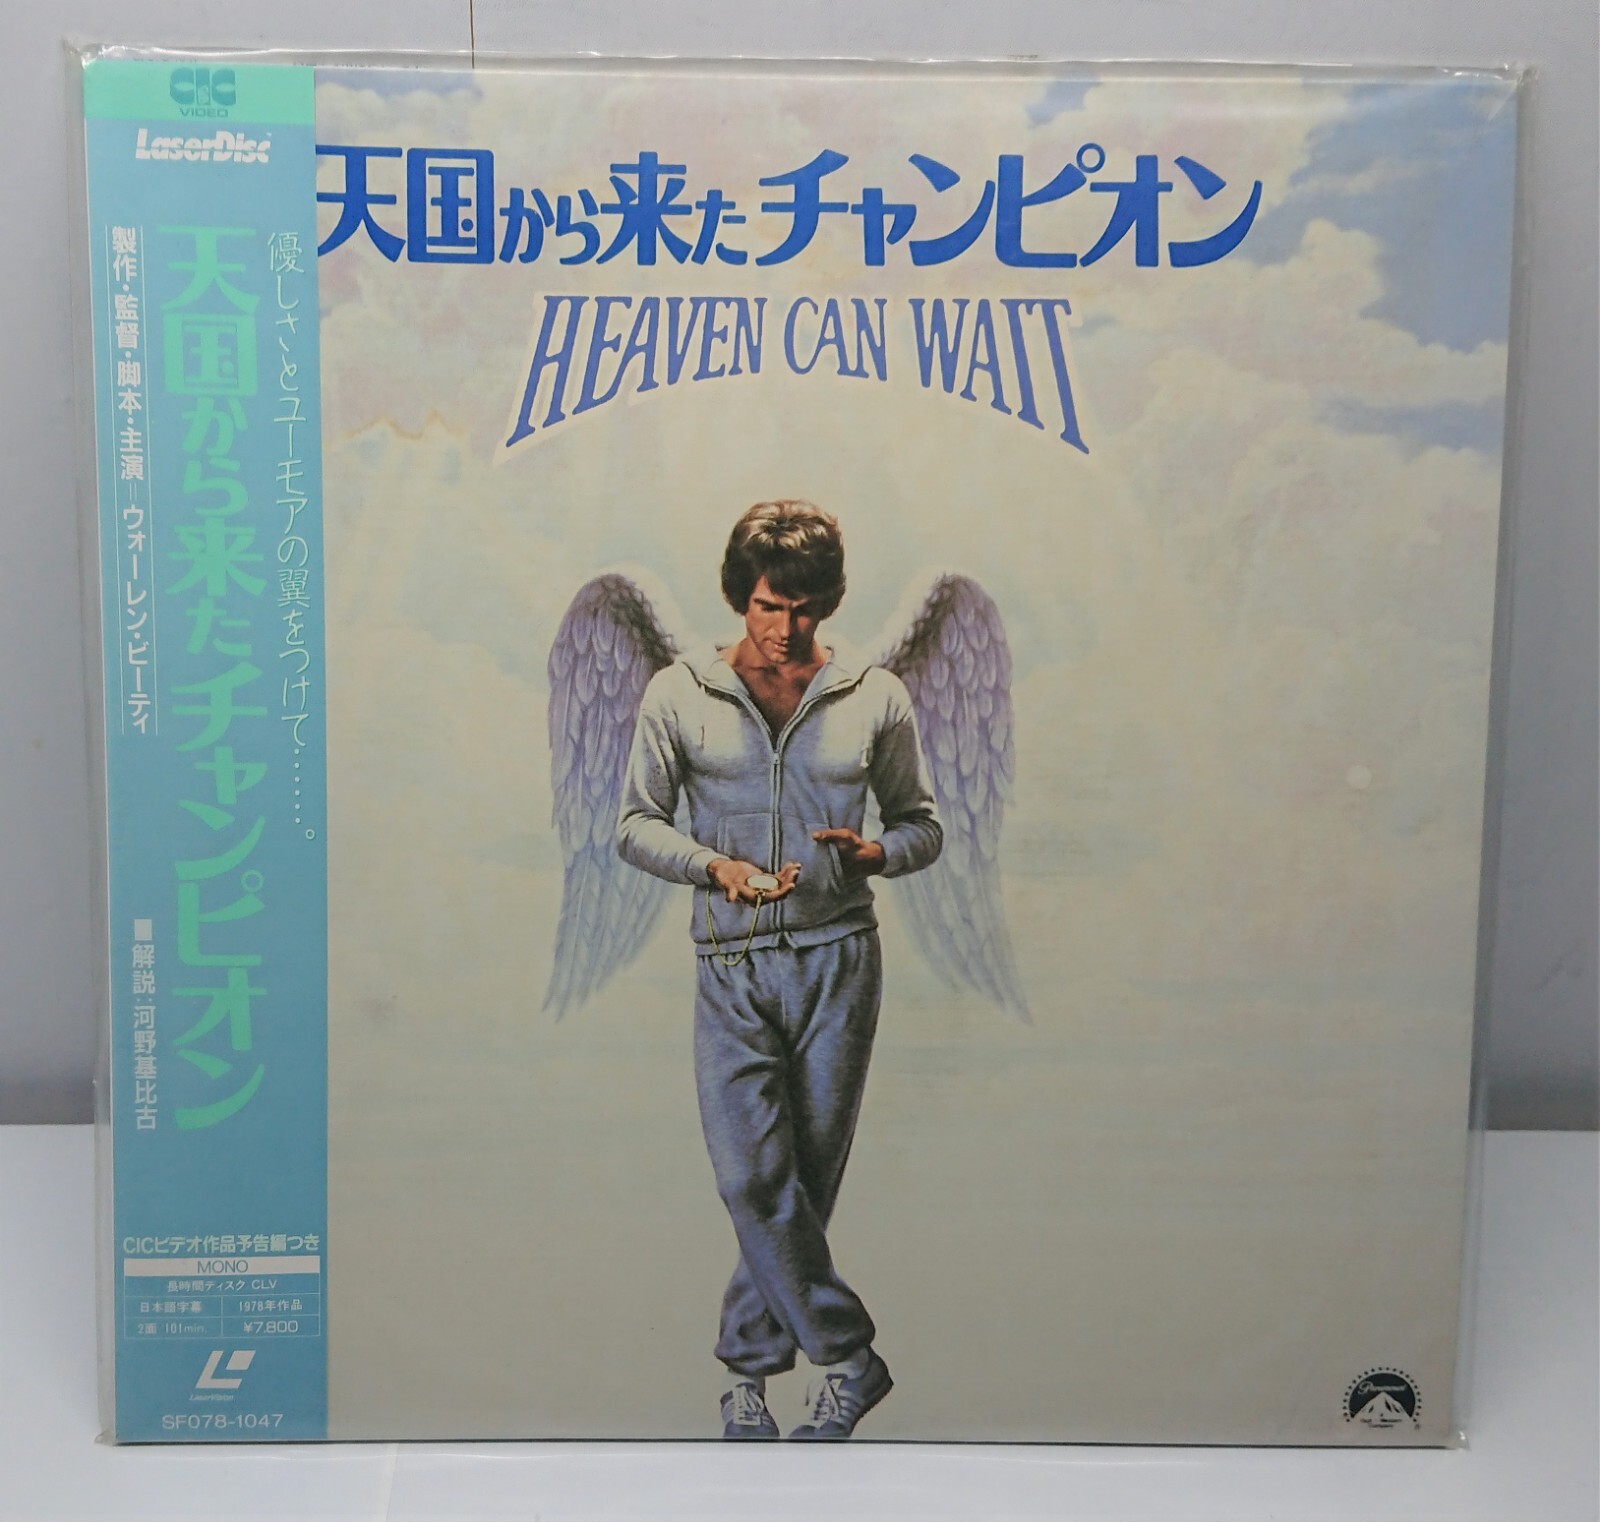 CIC
VIDEO
LaserDisc
優しさとユーモアの翼をつけて……。
天国から来たチャンピオン
製作・監督・脚本・主演=ウォーレン・ビーティ
■解説:河野基比古
CICビデオ作品予告編つき
MONO
長時間ディスク CLV
日本語字幕 1978年作品
2面 101min. ¥7,800
LaserVision
SF078-1047
天国から来たチャンピオン
HEAVEN CAN WAIT
Paramount